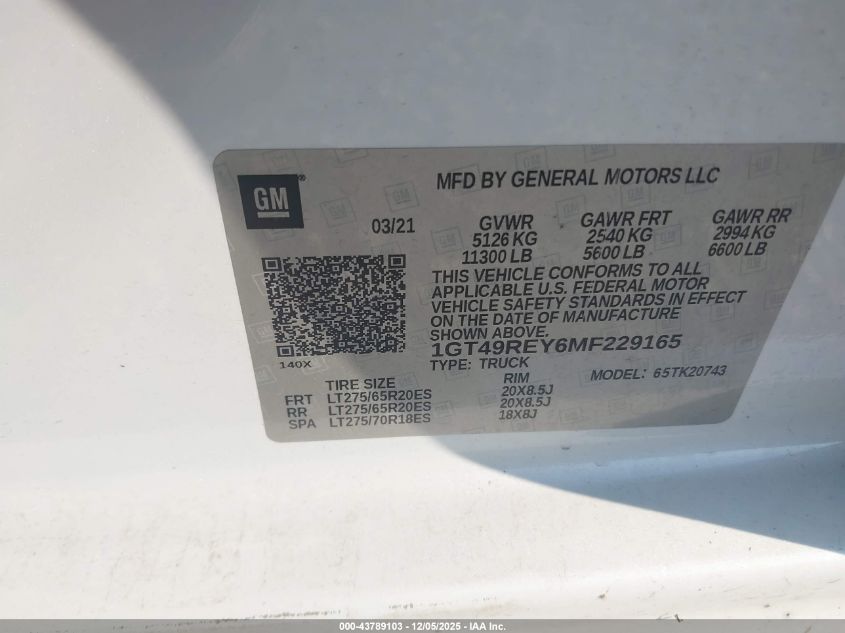 GM®
MFD BY GENERAL MOTORS LLC
03/21
GVWR GAWR FRT GAWR RR
5126 KG 2540 KG 2994 KG
11300 LB 5600 LB 6600 LB
THIS VEHICLE CONFORMS TO ALL
APPLICABLE U.S. FEDERAL MOTOR
VEHICLE SAFETY STANDARDS IN EFFECT
ON THE DATE OF MANUFACTURE
SHOWN ABOVE.
1GT49REY6MF229165
140X
TYPE: TRUCK MODEL: 65TK20743
TIRE SIZE RIM
FRT LT275/65R20ES 20X8.5J
RR LT275/65R20ES 20X8.5J
SPA LT275/70R18ES 18X8J
000-43789103 - 12/05/2025 - IAA Inc.